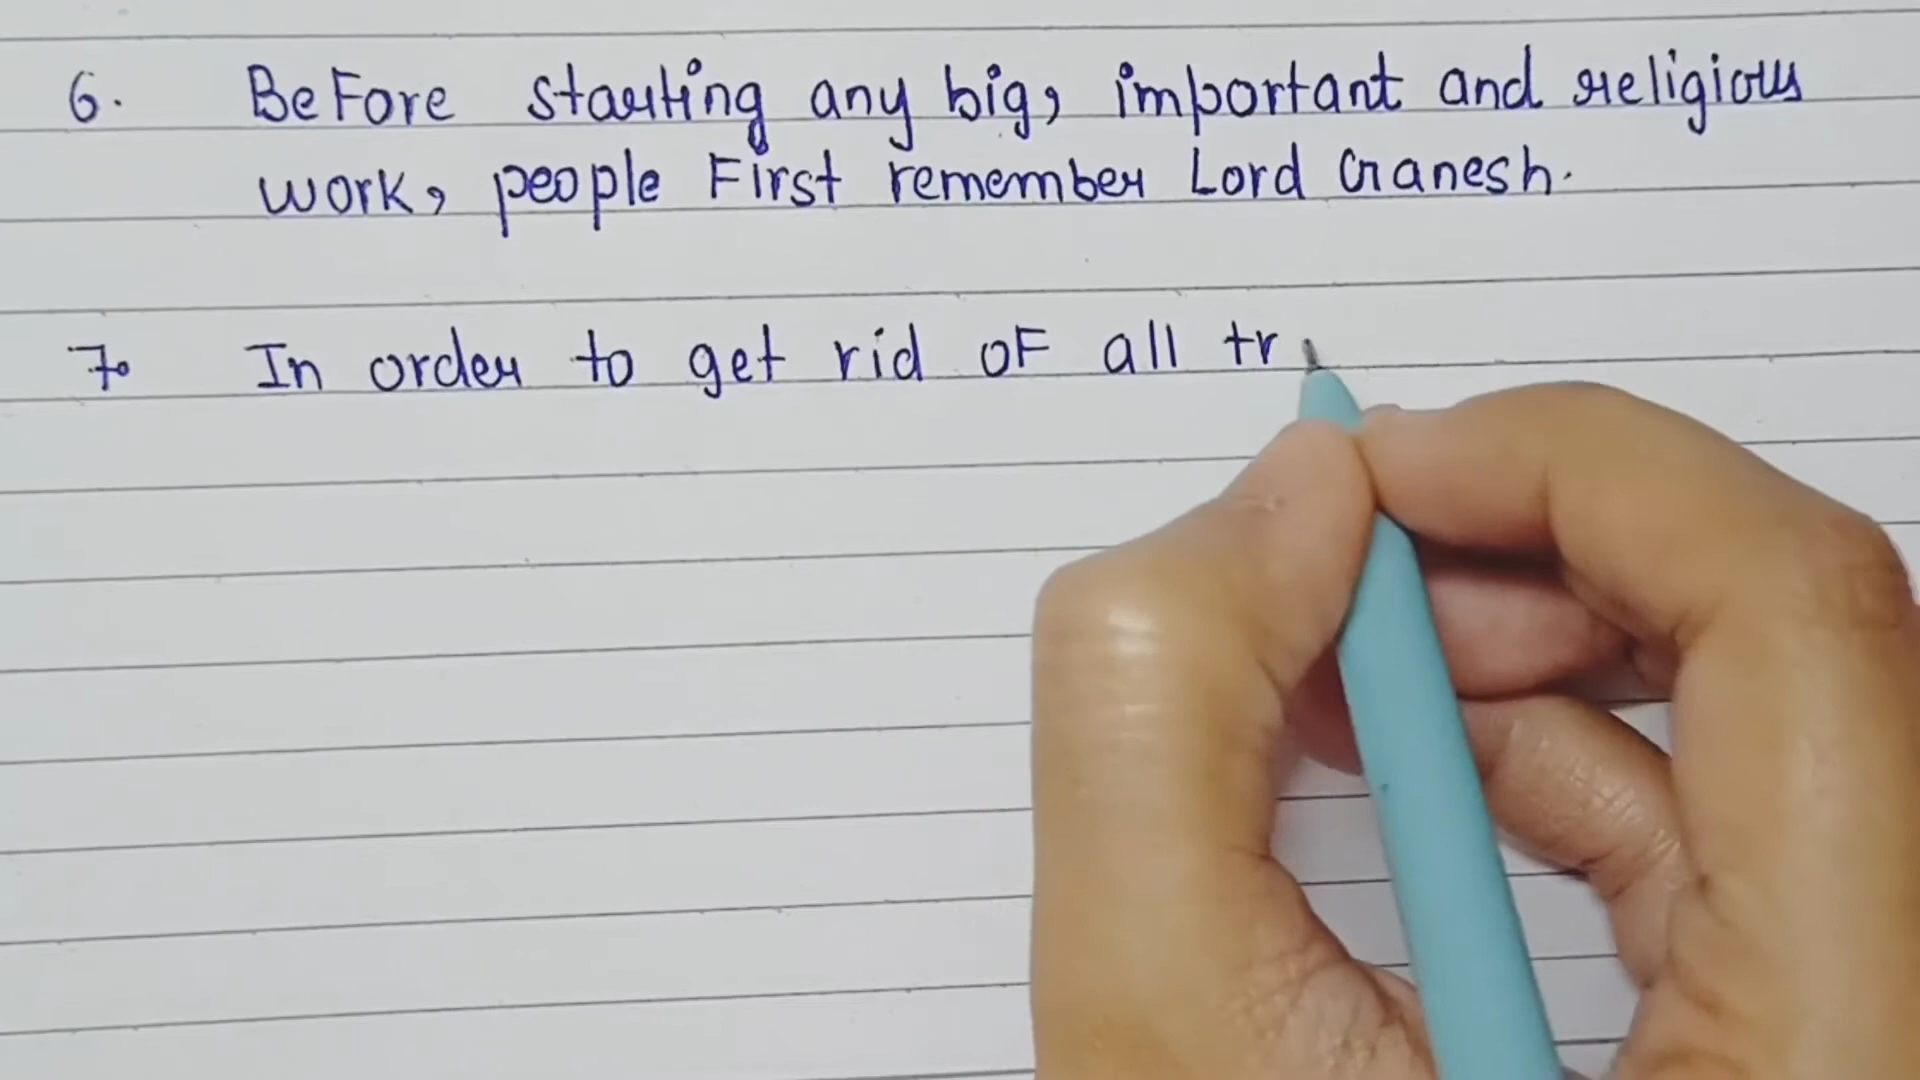 6. Before starting any big, important and religious
work, people First remember Lord Ganesh.
7. In order to get rid of all tr